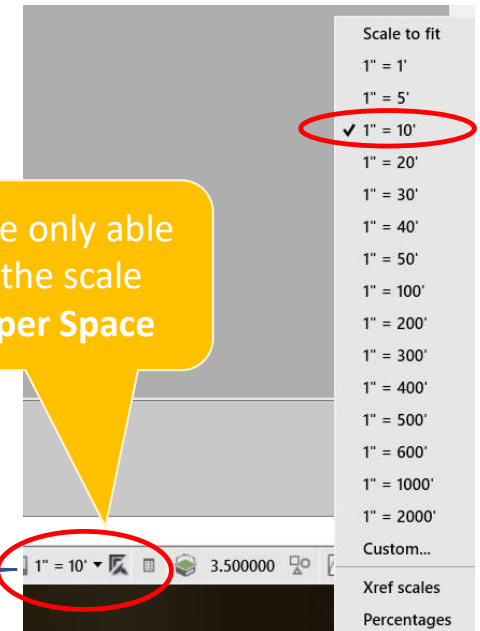 Scale to fit
1" = 1'
1" = 5'
✓ 1" = 10'
1" = 20'
1" = 30'
1" = 40'
1" = 50'
1" = 100'
1" = 200'
1" = 300'
1" = 400'
1" = 500'
1" = 600'
1" = 1000'
1" = 2000'
Custom...
Xref scales
Percentages
only able
the scale
Space
1" = 10'
3.500000